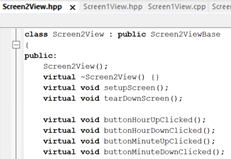 Screen2View.hpp × Screen1View.hpp Screen1View.cpp Screen2View
class Screen2View : public Screen2ViewBase
{
public:
Screen2View();
virtual ~Screen2View() {}
virtual void setupScreen();
virtual void tearDownScreen();
virtual void buttonHourUpClicked();
virtual void buttonHourDownClicked();
virtual void buttonMinuteUpClicked();
virtual void buttonMinuteDownClicked();